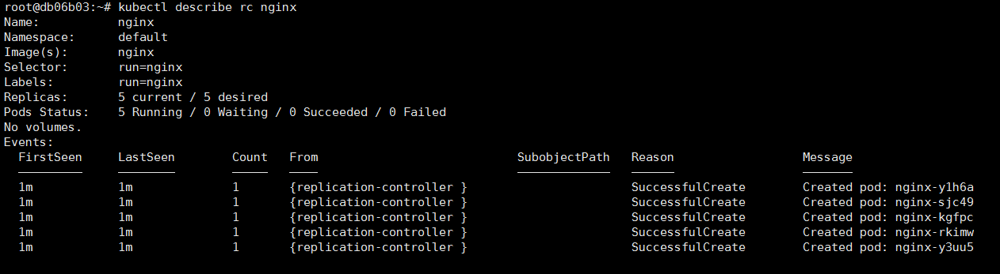 root@db06b03:~# kubectl describe rc nginx
Name:           nginx
Namespace:      default
Image(s):       nginx
Selector:       run=nginx
Labels:         run=nginx
Replicas:       5 current / 5 desired
Pods Status:    5 Running / 0 Waiting / 0 Succeeded / 0 Failed
No volumes.
Events:
  FirstSeen     LastSeen        Count   From                            SubobjectPath   Reason                  Message
  1m            1m              1       {replication-controller }                       SuccessfulCreate        Created pod: nginx-y1h6a
  1m            1m              1       {replication-controller }                       SuccessfulCreate        Created pod: nginx-sjc49
  1m            1m              1       {replication-controller }                       SuccessfulCreate        Created pod: nginx-kgfpc
  1m            1m              1       {replication-controller }                       SuccessfulCreate        Created pod: nginx-rkimw
  1m            1m              1       {replication-controller }                       SuccessfulCreate        Created pod: nginx-y3uu5